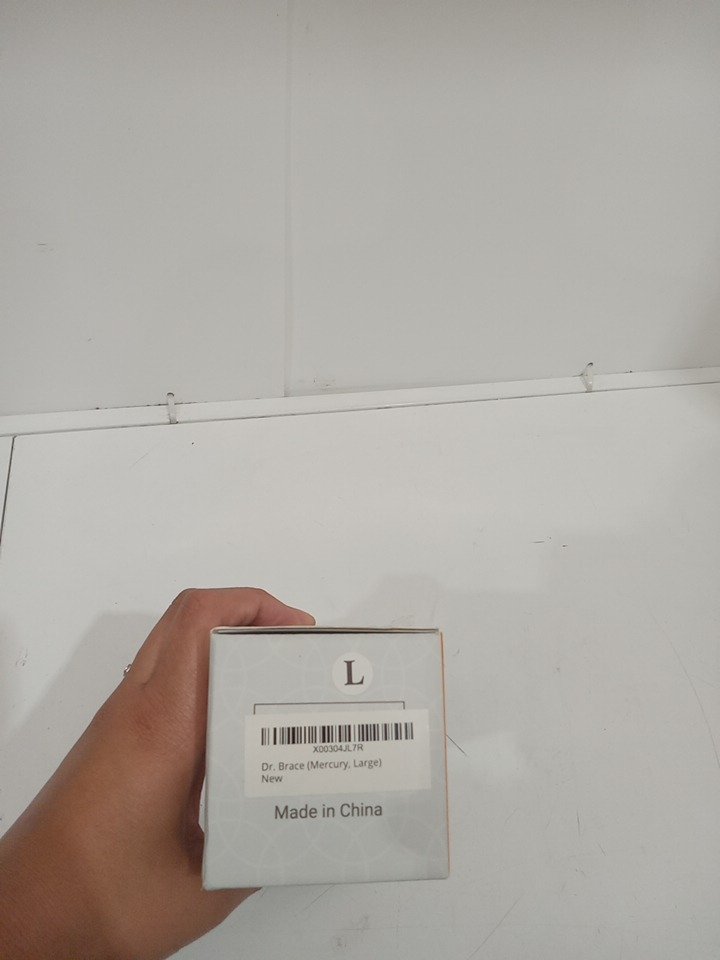 L
X00304JL7R
Dr. Brace (Mercury, Large)
New
Made in China